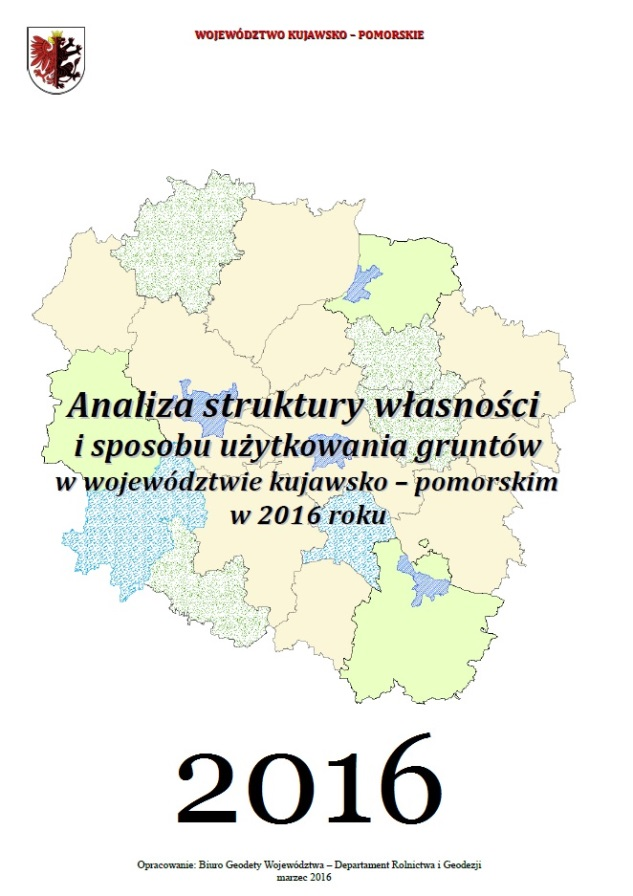 WOJEWÓDZTWO KUJAWSKO – POMORSKIE
Analiza struktury własności
i sposobu użytkowania gruntów
w województwie kujawsko – pomorskim
w 2016 roku
2016
Opracowanie: Biuro Geodety Województwa – Departament Rolnictwa i Geodezji
marzec 2016